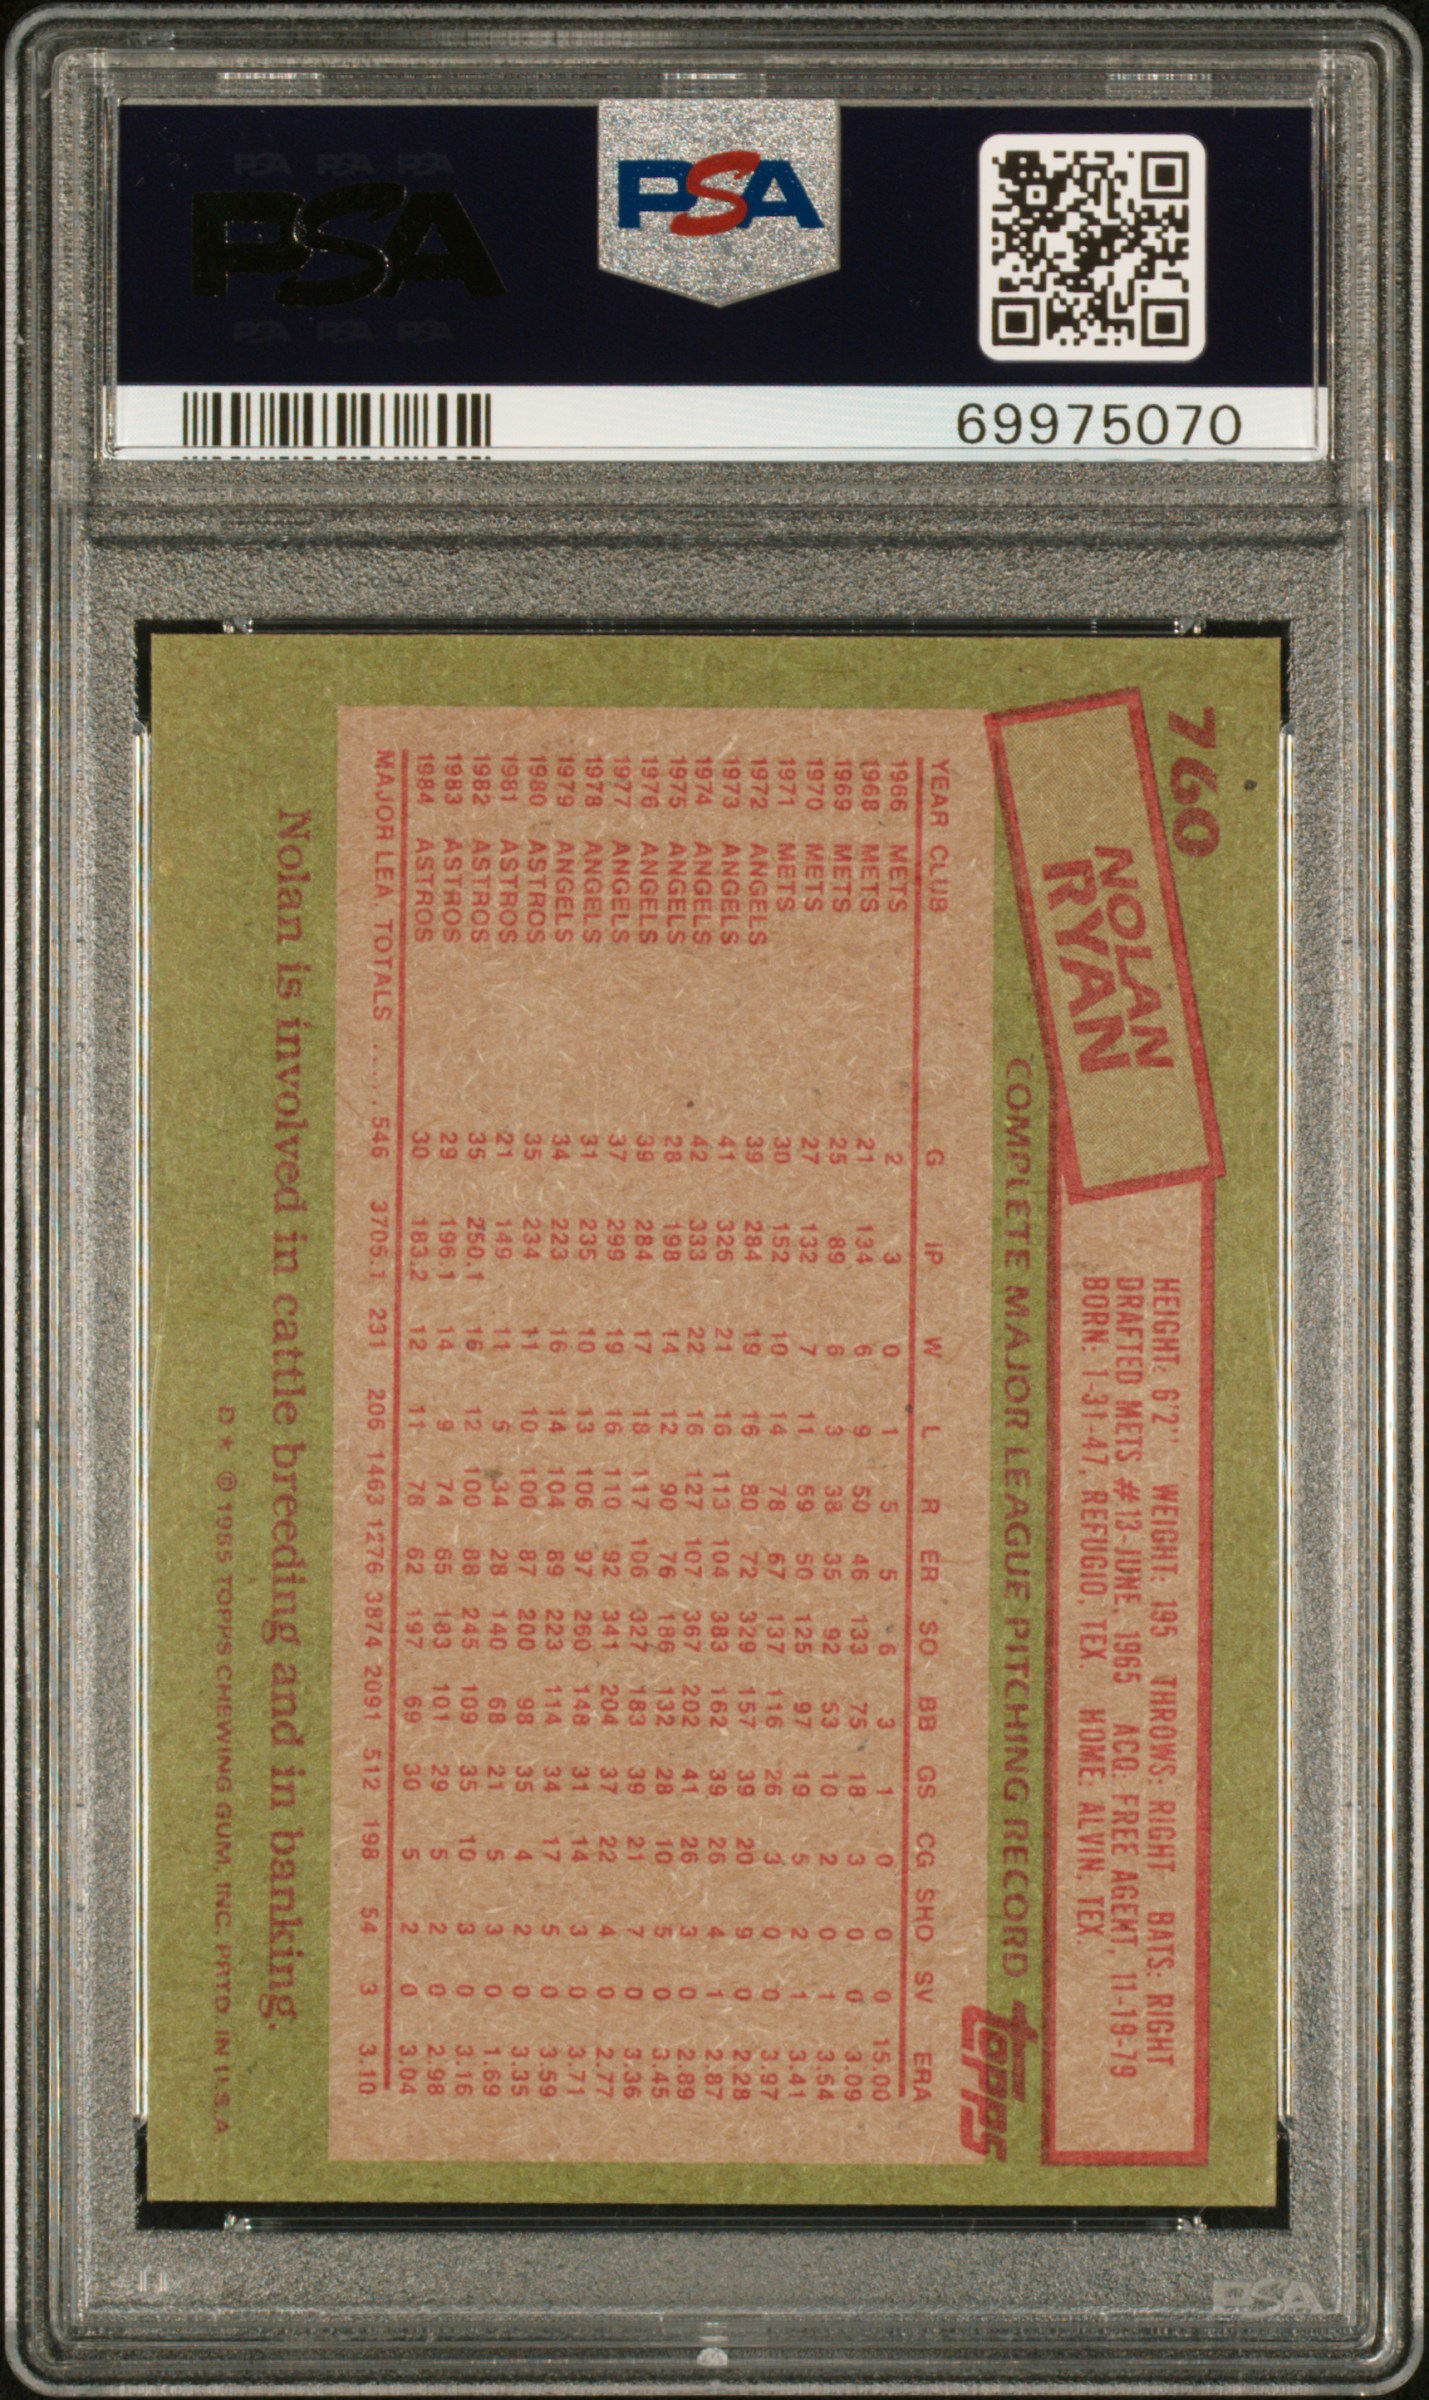 PSA PSA PSA
PSA
PSA PSA PSA
PSA
69975070
760
NOLAN
RYAN
HEIGHT: 6'2" WEIGHT: 195 THROWS: RIGHT BATS: RIGHT
DRAFTED METS #13-JUNE, 1965 ACQ: FREE AGENT, 11-19-79
BORN: 1-31-47, REFUGIO, TEX. HOME: ALVIN, TEX.
COMPLETE MAJOR LEAGUE PITCHING RECORD topps
YEAR CLUB G IP W L R ER SO BB GS CG SHO SV ERA
1966 METS 2 3 0 1 5 5 6 3 1 0 0 0 15.00
1968 METS 21 134 6 9 50 46 133 75 18 3 0 0 3.09
1969 METS 25 89 6 3 38 35 92 53 10 2 0 1 3.54
1970 METS 27 132 7 11 59 50 125 97 19 5 2 1 3.41
1971 METS 30 152 10 14 78 67 137 116 26 3 0 0 3.97
1972 ANGELS 39 284 19 16 80 72 329 157 39 20 9 0 2.28
1973 ANGELS 41 326 21 16 113 104 383 162 39 26 4 1 2.87
1974 ANGELS 42 333 22 16 127 107 367 202 41 26 3 0 2.89
1975 ANGELS 28 198 14 12 90 76 186 132 28 10 5 0 3.45
1976 ANGELS 39 284 17 18 117 106 327 183 39 21 7 0 3.36
1977 ANGELS 37 299 19 16 110 92 341 204 37 22 4 0 2.77
1978 ANGELS 31 235 10 13 106 97 260 148 31 14 3 0 3.71
1979 ANGELS 34 223 16 14 104 89 223 114 34 17 5 0 3.59
1980 ASTROS 35 234 11 10 100 87 200 98 35 4 2 0 3.35
1981 ASTROS 21 149 11 5 34 28 140 68 21 5 3 0 1.69
1982 ASTROS 35 250.1 16 12 100 88 245 109 35 10 3 0 3.16
1983 ASTROS 29 196.1 14 9 74 65 183 101 29 5 2 0 2.98
1984 ASTROS 30 183.2 12 11 78 62 197 69 30 5 2 0 3.04
MAJOR LEA. TOTALS ..... 546 3705.1 231 206 1463 1276 3874 2091 512 198 54 3 3.10
Nolan is involved in cattle breeding and in banking.
D* © 1985 TOPPS CHEWING GUM, INC. PRTD. IN U.S.A.
PSA